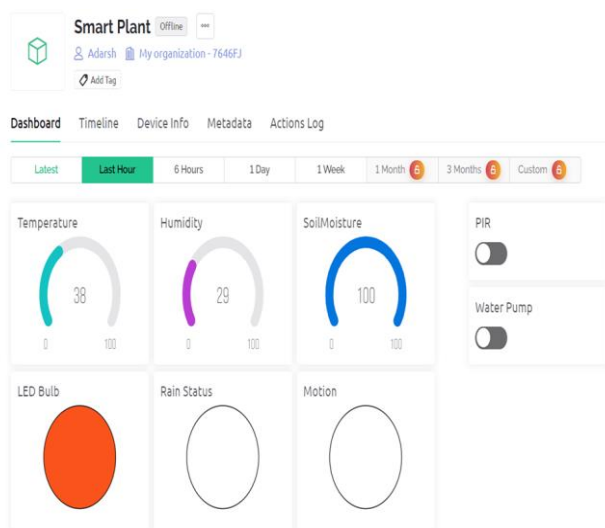 Smart Plant Offline
Adarsh My organization - 7646FJ
Add Tag
Dashboard Timeline Device Info Metadata Actions Log
Latest Last Hour 6 Hours 1 Day 1 Week 1 Month 3 Months Custom
Temperature Humidity SoilMoisture PIR
38 29 100
0 100 0 100 0 100
Water Pump
LED Bulb Rain Status Motion